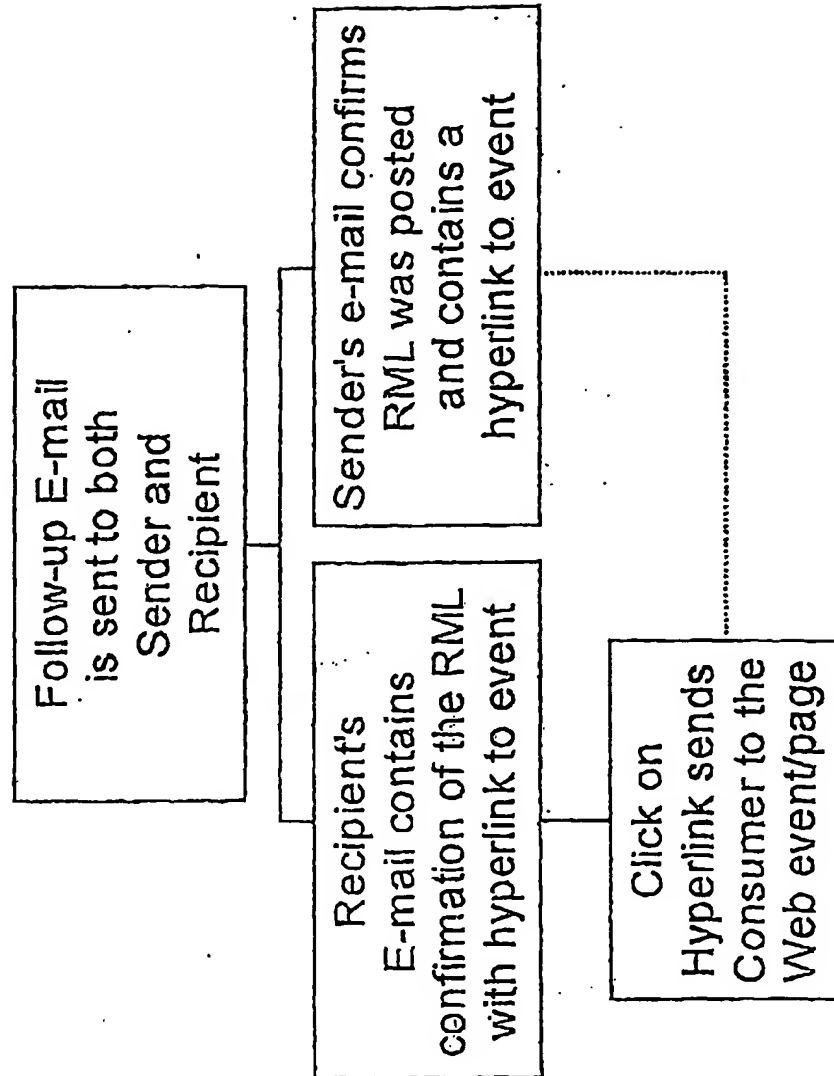 Follow-up E-mail
is sent to both
Sender and
Recipient
Recipient's
E-mail contains
confirmation of the RML
with hyperlink to event
Sender's e-mail confirms
RML was posted
and contains a
hyperlink to event
Click on
Hyperlink sends
Consumer to the
Web event/page